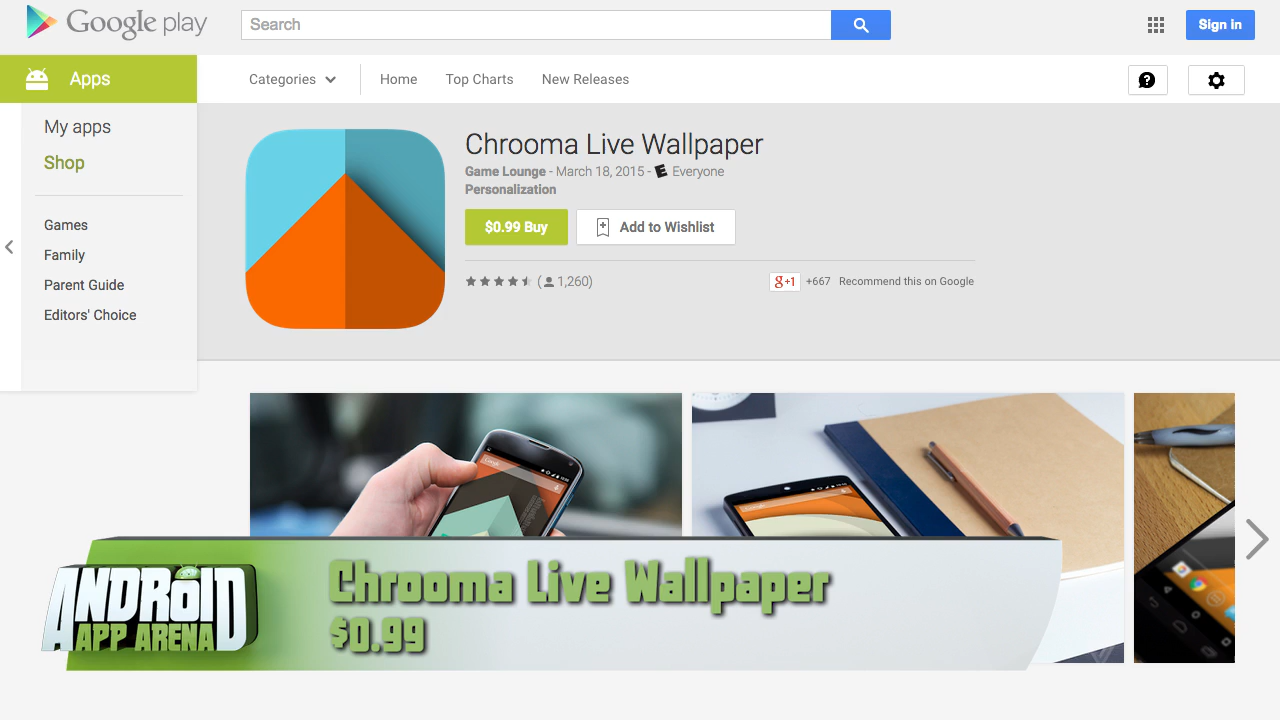 Google play
Search
Sign in
Apps
Categories
Home
Top Charts
New Releases
My apps
Shop
Games
Family
Parent Guide
Editors' Choice
Chrooma Live Wallpaper
Game Lounge - March 18, 2015 - E Everyone
Personalization
$0.99 Buy
Add to Wishlist
(1,260)
g+1 +667 Recommend this on Google
Google
ANDROID
APP ARENA
Chrooma Live Wallpaper
$0.99